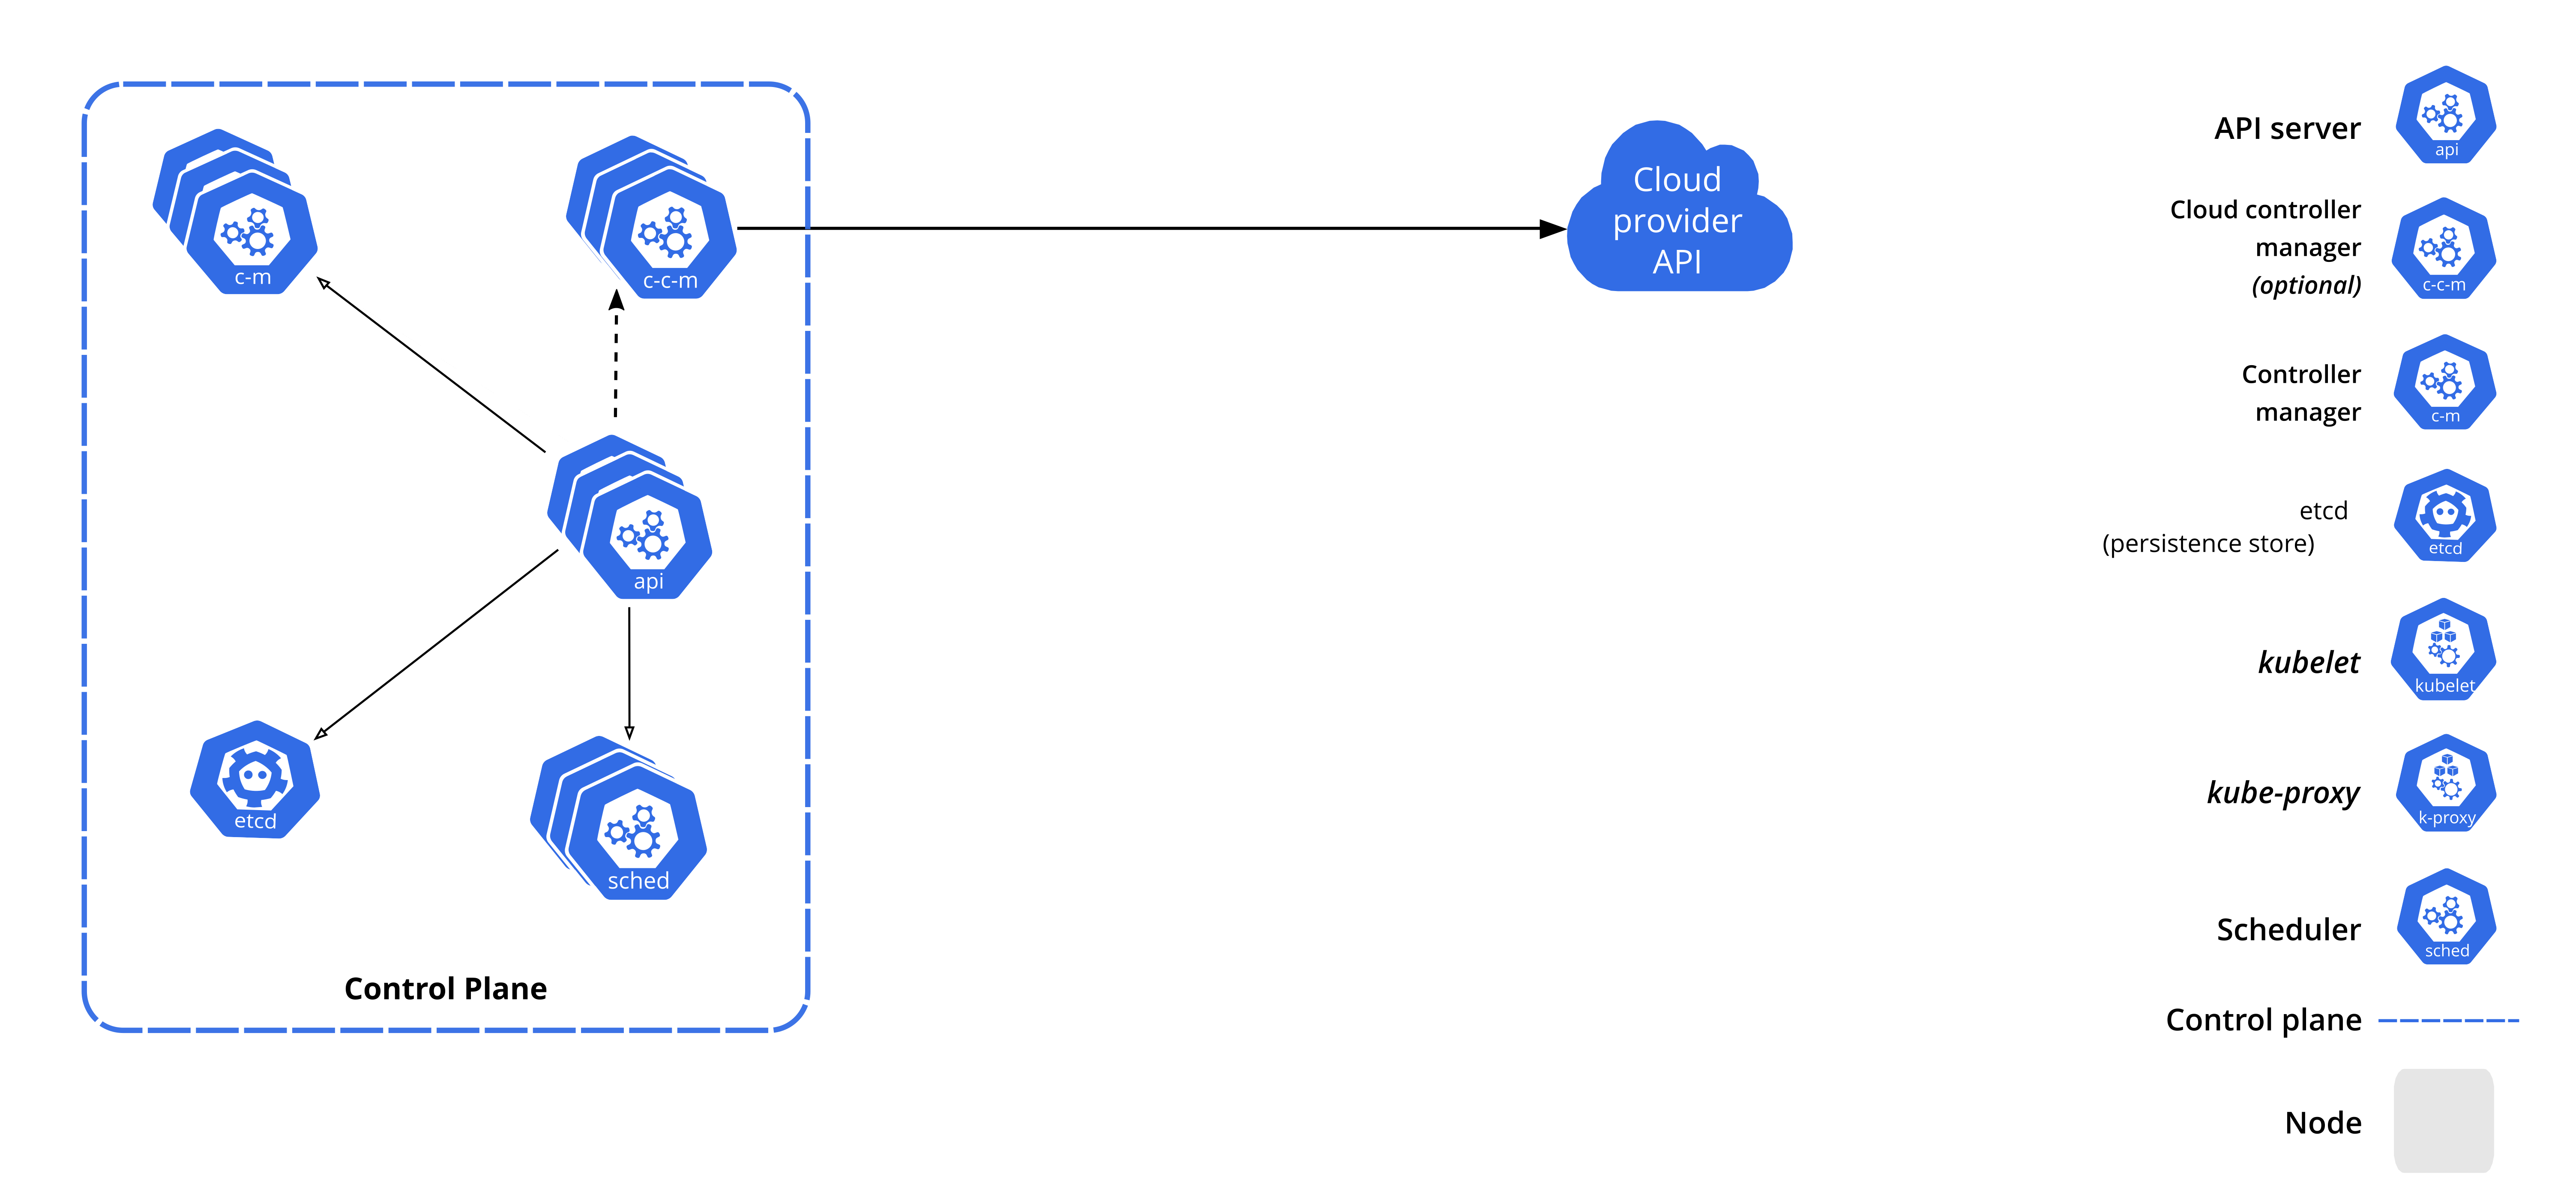 c-m
c-c-m
Cloud
provider
API
api
etcd
sched
Control Plane
API server
api
Cloud controller
manager
(optional)
c-c-m
Controller
manager
c-m
etcd
(persistence store)
etcd
kubelet
kubelet
kube-proxy
k-proxy
Scheduler
sched
Control plane
Node